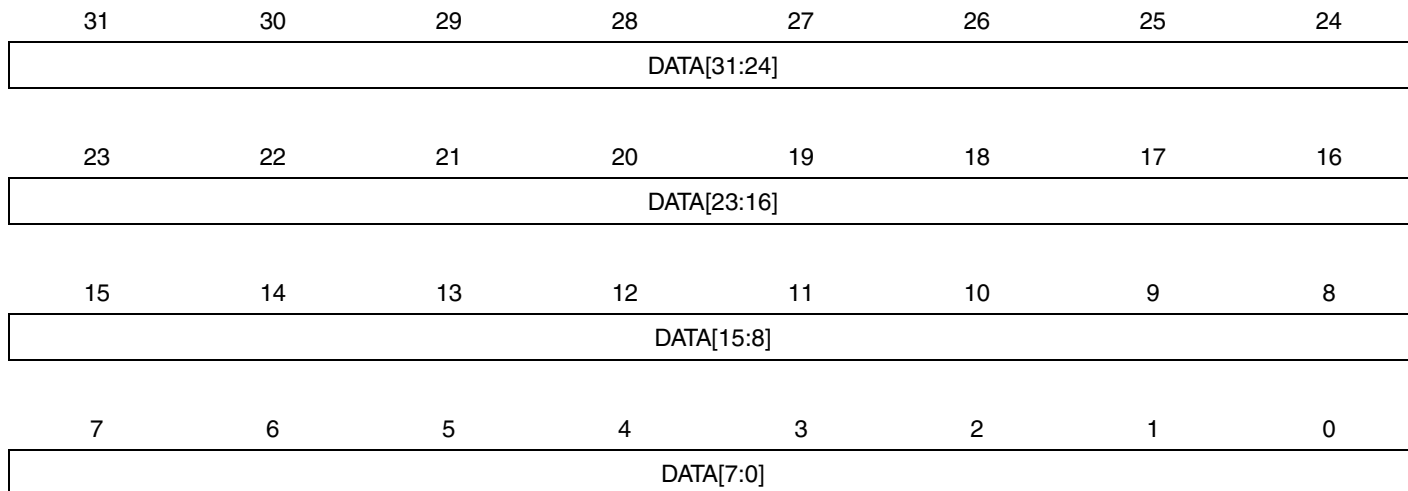 31 30 29 28 27 26 25 24
DATA[31:24]
23 22 21 20 19 18 17 16
DATA[23:16]
15 14 13 12 11 10 9 8
DATA[15:8]
7 6 5 4 3 2 1 0
DATA[7:0]